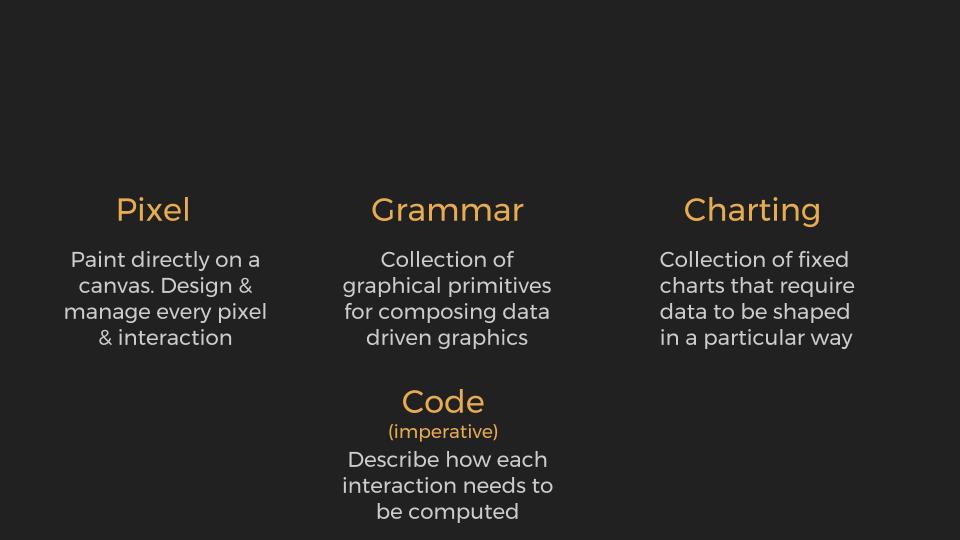 Pixel
Paint directly on a
canvas. Design &
manage every pixel
& interaction
Grammar
Collection of
graphical primitives
for composing data
driven graphics
Charting
Collection of fixed
charts that require
data to be shaped
in a particular way
Code
(imperative)
Describe how each
interaction needs to
be computed